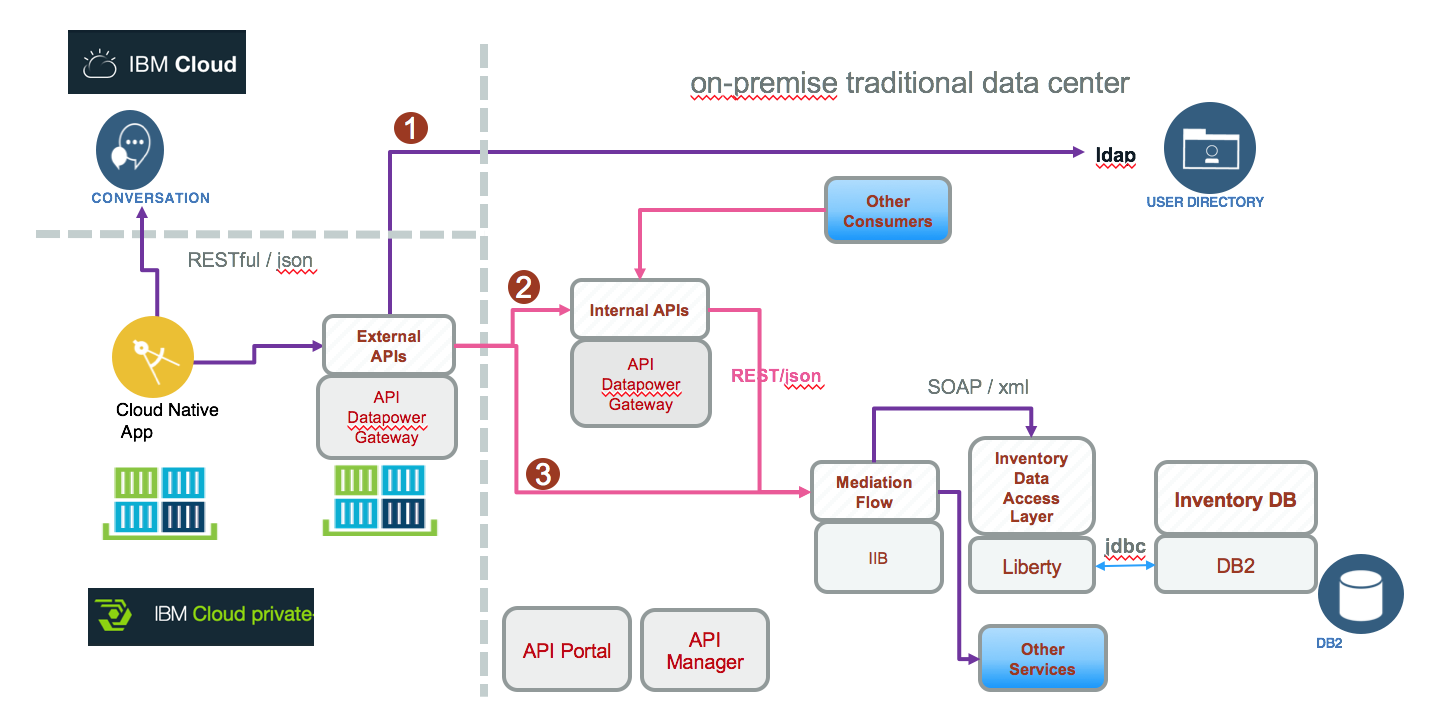 IBM Cloud
on-premise traditional data center
1
ldap
CONVERSATION
USER DIRECTORY
Other
Consumers
RESTful / json
2
Internal APIs
External
APIs
API
Datapower
Gateway
REST/json
API
Datapower
Gateway
Cloud Native
App
SOAP / xml
3
Mediation
Flow
IIB
Inventory
Data
Access
Layer
Liberty
jdbc
Inventory DB
DB2
DB2
IBM Cloud private
API Portal
API
Manager
Other
Services